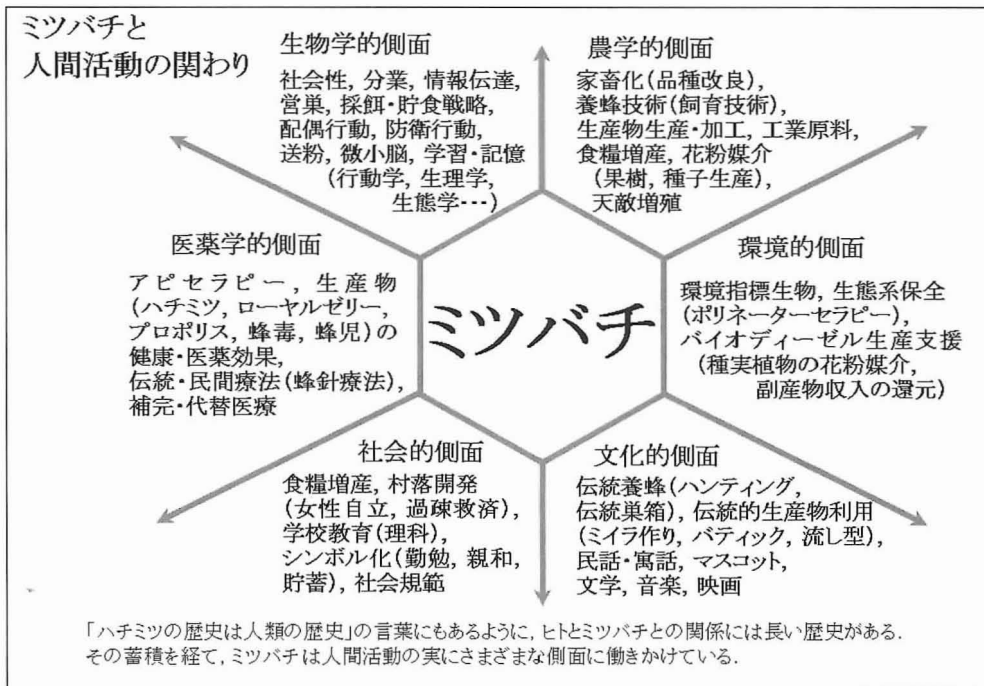 ミツバチと
人間活動の関わり
生物学的側面
社会性, 分業, 情報伝達,
営巣, 採餌・貯食戦略,
配偶行動, 防衛行動,
送粉, 微小脳, 学習・記憶
(行動学, 生理学,
生態学・・・)
農学的側面
家畜化(品種改良),
養蜂技術(飼育技術),
生産物生産・加工, 工業原料,
食糧増産, 花粉媒介
(果樹, 種子生産),
天敵増殖
医薬学的側面
アピセラピー, 生産物
(ハチミツ, ローヤルゼリー,
プロポリス, 蜂毒, 蜂児)の
健康・医薬効果,
伝統・民間療法(蜂針療法),
補完・代替医療
ミツバチ
環境的側面
環境指標生物, 生態系保全
(ポリネーターセラピー),
バイオディーゼル生産支援
(種実植物の花粉媒介,
副産物収入の還元)
社会的側面
食糧増産, 村落開発
(女性自立, 過疎救済),
学校教育(理科),
シンボル化(勤勉, 親和,
貯蓄), 社会規範
文化的側面
伝統養蜂(ハンティング,
伝統巣箱), 伝統的生産物利用
(ミイラ作り, バティック, 流し型),
民話・寓話, マスコット,
文学, 音楽, 映画
「ハチミツの歴史は人類の歴史」の言葉にもあるように, ヒトとミツバチとの関係には長い歴史がある.
その蓄積を経て, ミツバチは人間活動の実にさまざまな側面に働きかけている.